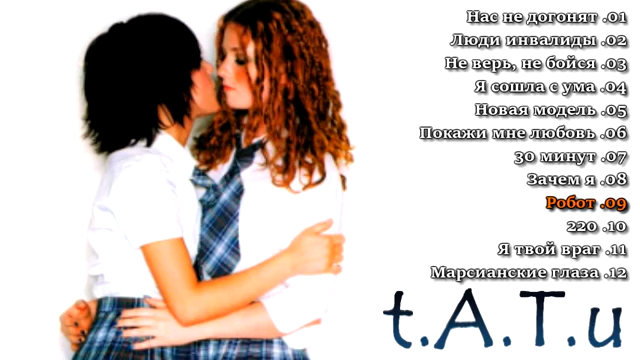 Нас не догонят .01
Люди инвалиды .02
Не верь, не бойся .03
Я сошла с ума .04
Новая модель .05
Покажи мне любовь .06
30 минут .07
Зачем я .08
Робот .09
220 .10
Я твой враг .11
Марсианские глаза .12
t.A.T.u